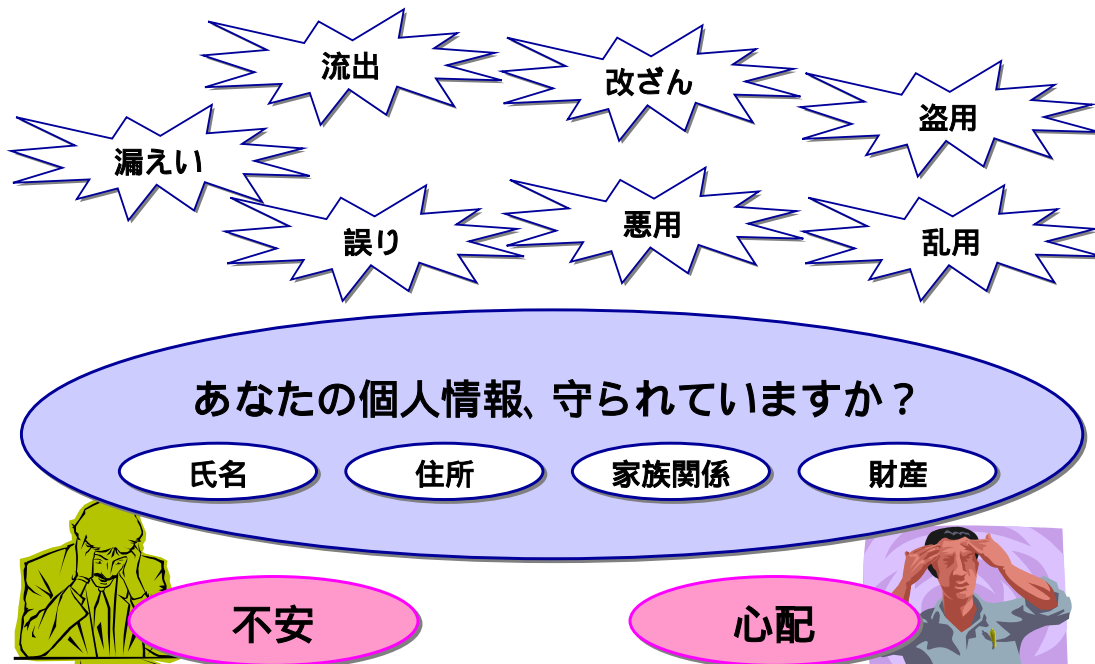 流出
改ざん
盗用
漏えい
誤り
悪用
乱用
あなたの個人情報、守られていますか？
氏名
住所
家族関係
財産
不安
心配